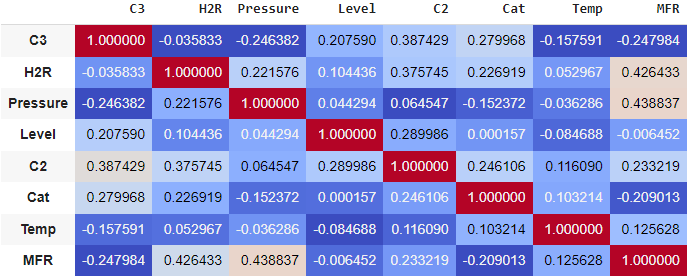 C3 H2R Pressure Level C2 Cat Temp MFR
C3 1.000000 -0.035833 -0.246382 0.207590 0.387429 0.279968 -0.157591 -0.247984
H2R -0.035833 1.000000 0.221576 0.104436 0.375745 0.226919 0.052967 0.426433
Pressure -0.246382 0.221576 1.000000 0.044294 0.064547 -0.152372 -0.036286 0.438837
Level 0.207590 0.104436 0.044294 1.000000 0.289986 0.000157 -0.084688 -0.006452
C2 0.387429 0.375745 0.064547 0.289986 1.000000 0.246106 0.116090 0.233219
Cat 0.279968 0.226919 -0.152372 0.000157 0.246106 1.000000 0.103214 -0.209013
Temp -0.157591 0.052967 -0.036286 -0.084688 0.116090 0.103214 1.000000 0.125628
MFR -0.247984 0.426433 0.438837 -0.006452 0.233219 -0.209013 0.125628 1.000000